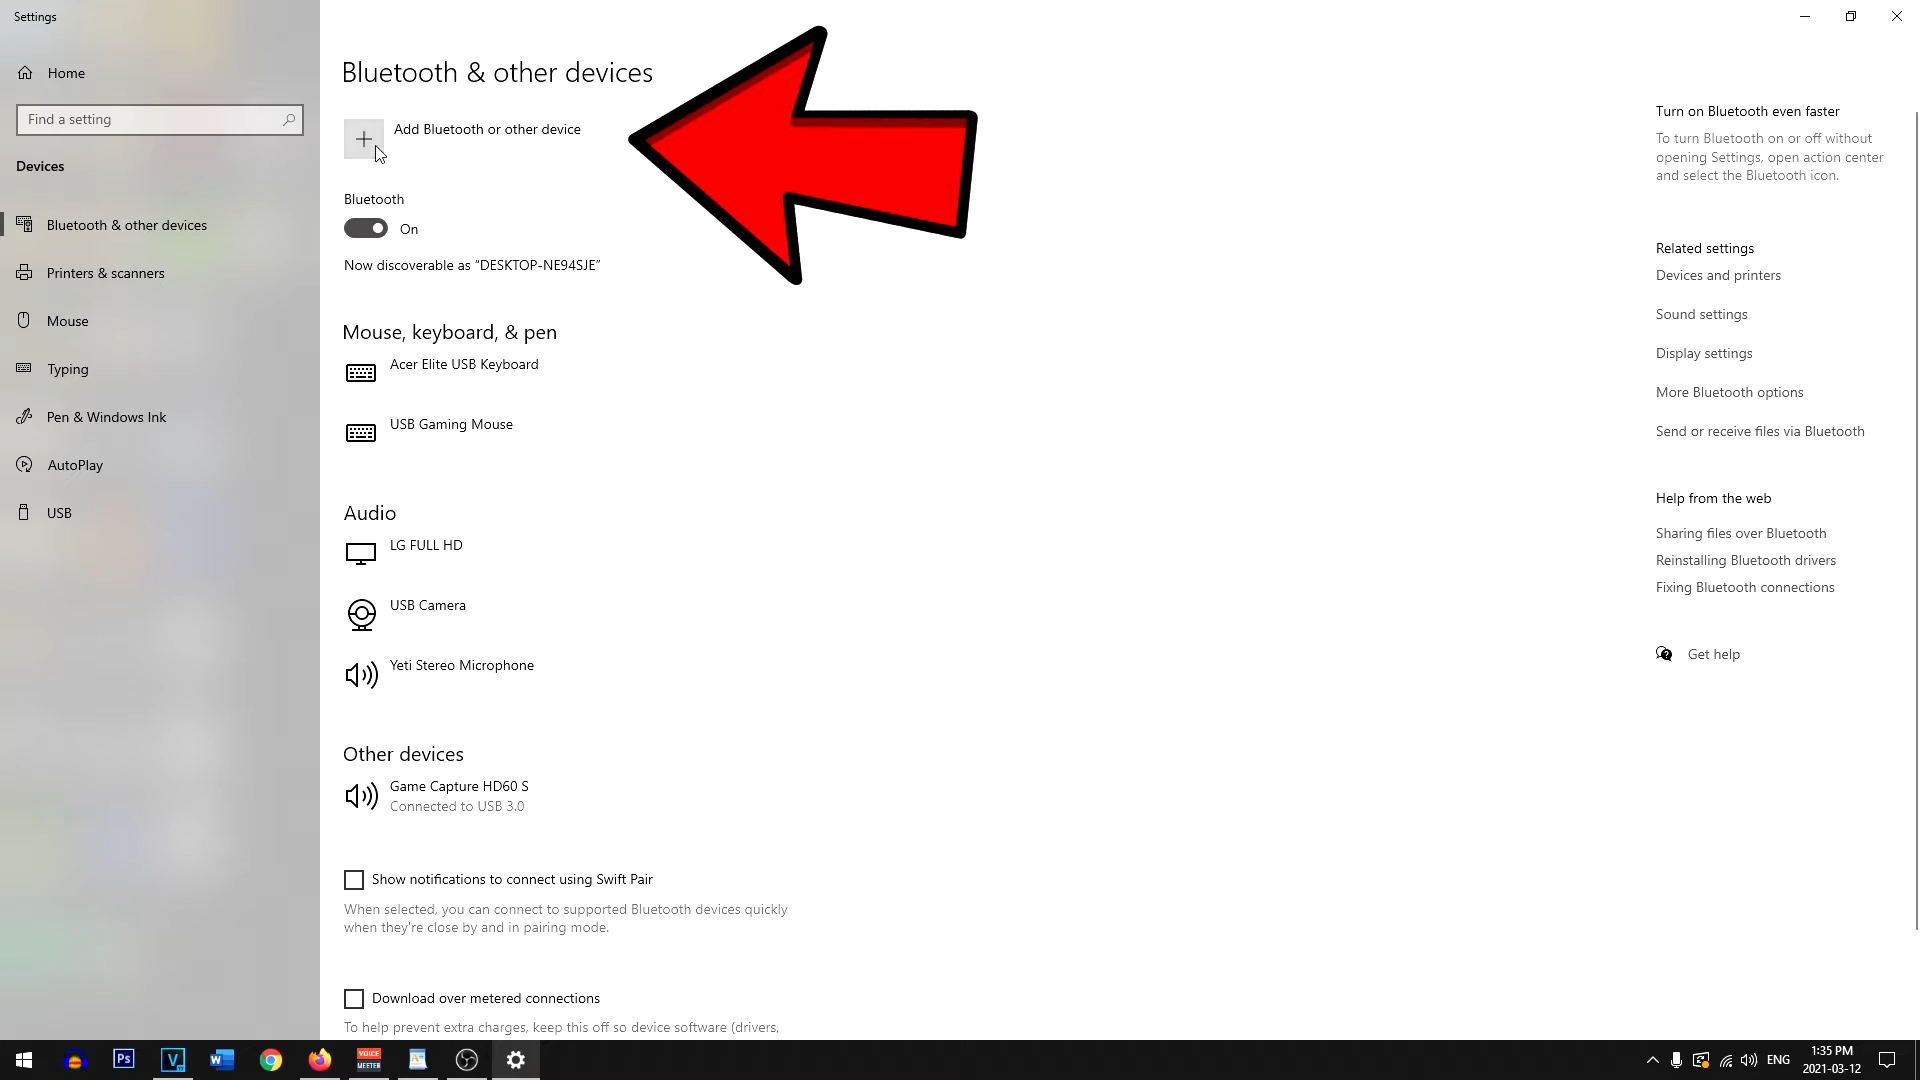 Settings
Home
Find a setting
Devices
Bluetooth & other devices
Printers & scanners
Mouse
Typing
Pen & Windows Ink
AutoPlay
USB
Bluetooth & other devices
Add Bluetooth or other device
Bluetooth
On
Now discoverable as “DESKTOP-NE94SJE”
Mouse, keyboard, & pen
Acer Elite USB Keyboard
USB Gaming Mouse
Audio
LG FULL HD
USB Camera
Yeti Stereo Microphone
Other devices
Game Capture HD60 S
Connected to USB 3.0
Show notifications to connect using Swift Pair
When selected, you can connect to supported Bluetooth devices quickly
when they're close by and in pairing mode.
Download over metered connections
To help prevent extra charges, keep this off so device software (drivers,
Turn on Bluetooth even faster
To turn Bluetooth on or off without
opening Settings, open action center
and select the Bluetooth icon.
Related settings
Devices and printers
Sound settings
Display settings
More Bluetooth options
Send or receive files via Bluetooth
Help from the web
Sharing files over Bluetooth
Reinstalling Bluetooth drivers
Fixing Bluetooth connections
Get help
Ps
V
W
VOICE
MEETER
ENG
1:35 PM
2021-03-12